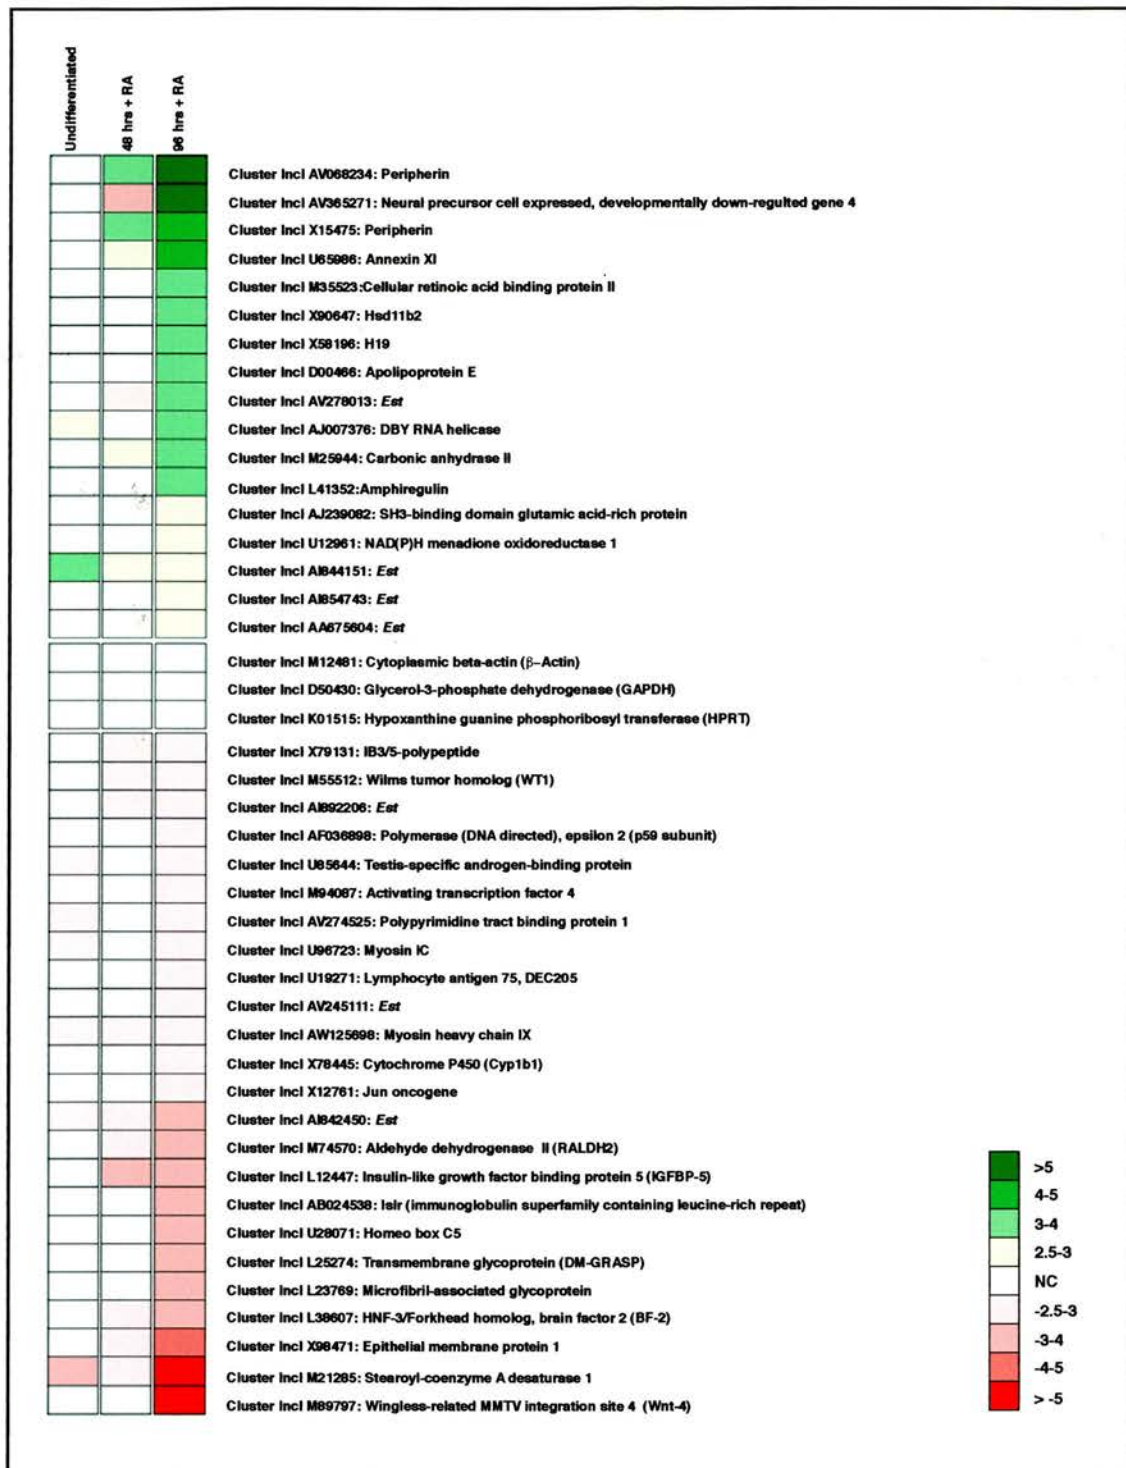 Undifferentiated
48 hrs + RA
96 hrs + RA
Cluster Incl AV068234: Peripherin
Cluster Incl AV365271: Neural precursor cell expressed, developmentally down-regulted gene 4
Cluster Incl X15475: Peripherin
Cluster Incl U65986: Annexin XI
Cluster Incl M35523:Cellular retinoic acid binding protein II
Cluster Incl X90647: Hsd11b2
Cluster Incl X58196: H19
Cluster Incl D00466: Apolipoprotein E
Cluster Incl AV278013: Est
Cluster Incl AJ007376: DBY RNA helicase
Cluster Incl M25944: Carbonic anhydrase II
Cluster Incl L41352:Amphiregulin
Cluster Incl AJ239082: SH3-binding domain glutamic acid-rich protein
Cluster Incl U12961: NAD(P)H menadione oxidoreductase 1
Cluster Incl AI844151: Est
Cluster Incl AI854743: Est
Cluster Incl AA675604: Est
Cluster Incl M12481: Cytoplasmic beta-actin (β-Actin)
Cluster Incl D50430: Glycerol-3-phosphate dehydrogenase (GAPDH)
Cluster Incl K01515: Hypoxanthine guanine phosphoribosyl transferase (HPRT)
Cluster Incl X79131: IB3/5-polypeptide
Cluster Incl M55512: Wilms tumor homolog (WT1)
Cluster Incl AI892206: Est
Cluster Incl AF036898: Polymerase (DNA directed), epsilon 2 (p59 subunit)
Cluster Incl U85644: Testis-specific androgen-binding protein
Cluster Incl M94087: Activating transcription factor 4
Cluster Incl AV274525: Polypyrimidine tract binding protein 1
Cluster Incl U96723: Myosin IC
Cluster Incl U19271: Lymphocyte antigen 75, DEC205
Cluster Incl AV245111: Est
Cluster Incl AW125698: Myosin heavy chain IX
Cluster Incl X78445: Cytochrome P450 (Cyp1b1)
Cluster Incl X12761: Jun oncogene
Cluster Incl AI842450: Est
Cluster Incl M74570: Aldehyde dehydrogenase II (RALDH2)
Cluster Incl L12447: Insulin-like growth factor binding protein 5 (IGFBP-5)
Cluster Incl AB024538: Islr (immunoglobulin superfamily containing leucine-rich repeat)
Cluster Incl U28071: Homeo box C5
Cluster Incl L25274: Transmembrane glycoprotein (DM-GRASP)
Cluster Incl L23769: Microfibril-associated glycoprotein
Cluster Incl L38607: HNF-3/Forkhead homolog, brain factor 2 (BF-2)
Cluster Incl X98471: Epithelial membrane protein 1
Cluster Incl M21285: Stearoyl-coenzyme A desaturase 1
Cluster Incl M89797: Wingless-related MMTV integration site 4 (Wnt-4)
>5
4-5
3-4
2.5-3
NC
-2.5-3
-3-4
-4-5
> -5